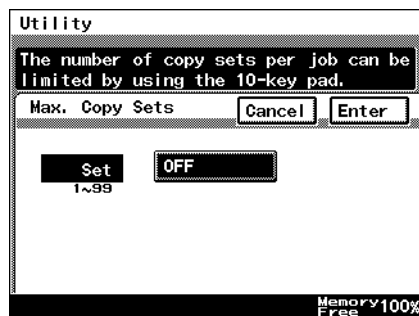 Utility
The number of copy sets per job can be
limited by using the 10-key pad.
Max. Copy Sets
Cancel
Enter
Set
OFF
1~99
Memory
Free
100%